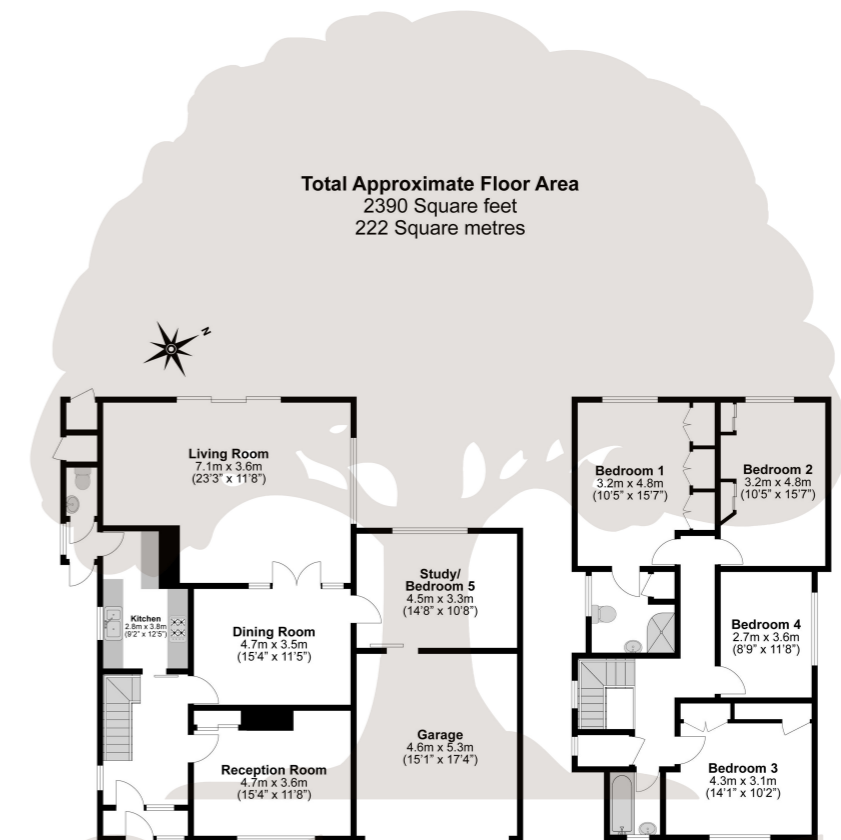 Total Approximate Floor Area
2390 Square feet
222 Square metres
N
Living Room
7.1m x 3.6m
(23'3" x 11'8")
Bedroom 1
3.2m x 4.8m
(10'5" x 15'7")
Bedroom 2
3.2m x 4.8m
(10'5" x 15'7")
Study/
Bedroom 5
4.5m x 3.3m
(14'8" x 10'8")
Kitchen
2.8m x 3.8m
(9'2" x 12'5")
Dining Room
4.7m x 3.5m
(15'4" x 11'5")
Bedroom 4
2.7m x 3.6m
(8'9" x 11'8")
Garage
4.6m x 5.3m
(15'1" x 17'4")
Reception Room
4.7m x 3.6m
(15'4" x 11'8")
Bedroom 3
4.3m x 3.1m
(14'1" x 10'2")